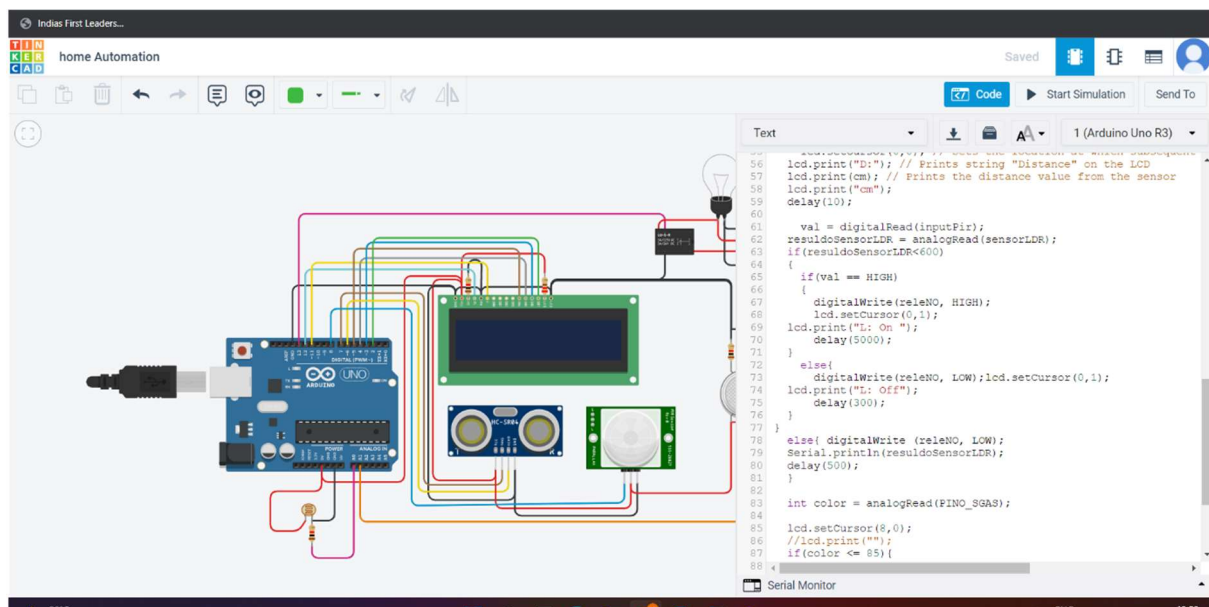 Indias First Leaders...
TIN
KER
CAD
home Automation
Saved
Code
Start Simulation
Send To
Text
1 (Arduino Uno R3)
56 lcd.print("D:"); // Prints string "Distance" on the LCD
57 lcd.print(cm); // Prints the distance value from the sensor
58 lcd.print("cm");
59 delay(10);
60
61 val = digitalRead(inputPir);
62 resuldoSensorLDR = analogRead(sensorLDR);
63 if(resuldoSensorLDR<600)
64 {
65 if(val == HIGH)
66 {
67 digitalWrite(releNO, HIGH);
68 lcd.setCursor(0,1);
69 lcd.print("L: On ");
70 delay(5000);
71 }
72 else{
73 digitalWrite(releNO, LOW);lcd.setCursor(0,1);
74 lcd.print("L: Off");
75 delay(300);
76 }
77 }
78 else{ digitalWrite (releNO, LOW);
79 Serial.println(resuldoSensorLDR);
80 delay(500);
81 }
82
83 int color = analogRead(PINO_SGAS);
84
85 lcd.setCursor(8,0);
86 //lcd.print("");
87 if(color <= 85){
88
Serial Monitor
DIGITAL (PWM~)
UNO
ARDUINO
POWER
ANALOG IN
HC-SR04